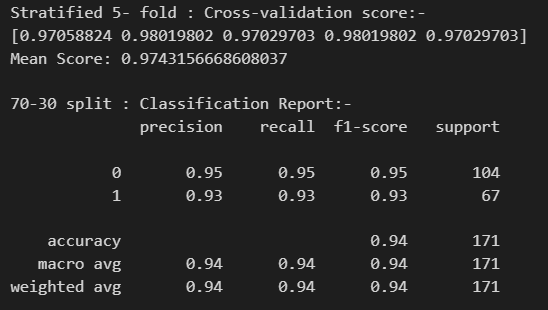 Stratified 5- fold : Cross-validation score:-
[0.97058824 0.98019802 0.97029703 0.98019802 0.97029703]
Mean Score: 0.9743156668608037
70-30 split : Classification Report:-
precision recall f1-score support
0 0.95 0.95 0.95 104
1 0.93 0.93 0.93 67
accuracy 0.94 171
macro avg 0.94 0.94 0.94 171
weighted avg 0.94 0.94 0.94 171